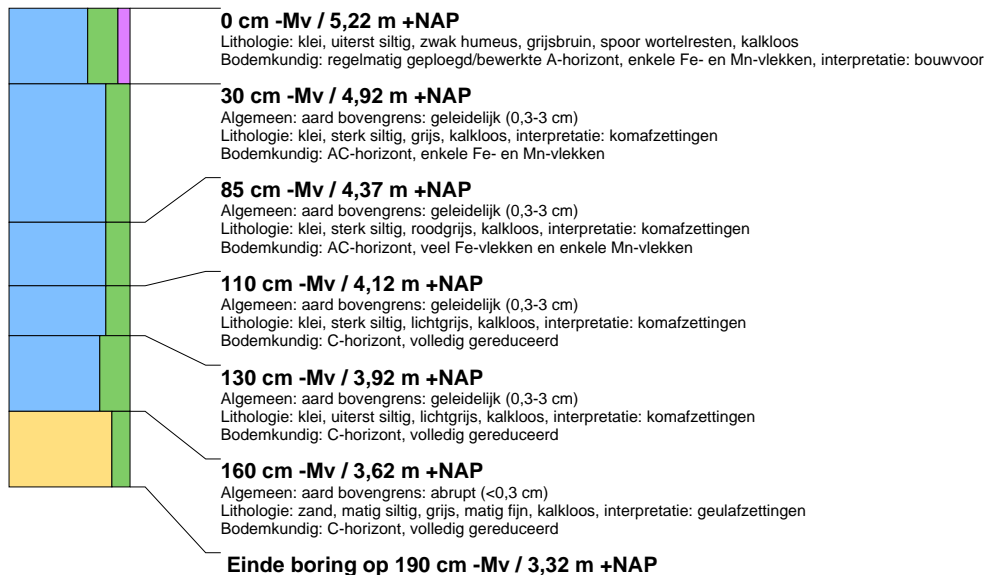 0 cm -Mv / 5,22 m +NAP
Lithologie: klei, uiterst siltig, zwak humeus, grijsbruin, spoor wortelresten, kalkloos
Bodemkundig: regelmatig geploegd/bewerkte A-horizont, enkele Fe- en Mn-vlekken, interpretatie: bouwvoor
30 cm -Mv / 4,92 m +NAP
Algemeen: aard bovengrens: geleidelijk (0,3-3 cm)
Lithologie: klei, sterk siltig, grijs, kalkloos, interpretatie: komafzettingen
Bodemkundig: AC-horizont, enkele Fe- en Mn-vlekken
85 cm -Mv / 4,37 m +NAP
Algemeen: aard bovengrens: geleidelijk (0,3-3 cm)
Lithologie: klei, sterk siltig, roodgrijs, kalkloos, interpretatie: komafzettingen
Bodemkundig: AC-horizont, veel Fe-vlekken en enkele Mn-vlekken
110 cm -Mv / 4,12 m +NAP
Algemeen: aard bovengrens: geleidelijk (0,3-3 cm)
Lithologie: klei, sterk siltig, lichtgrijs, kalkloos, interpretatie: komafzettingen
Bodemkundig: C-horizont, volledig gereduceerd
130 cm -Mv / 3,92 m +NAP
Algemeen: aard bovengrens: geleidelijk (0,3-3 cm)
Lithologie: klei, uiterst siltig, lichtgrijs, kalkloos, interpretatie: komafzettingen
Bodemkundig: C-horizont, volledig gereduceerd
160 cm -Mv / 3,62 m +NAP
Algemeen: aard bovengrens: abrupt (<0,3 cm)
Lithologie: zand, matig siltig, grijs, matig fijn, kalkloos, interpretatie: geulafzettingen
Bodemkundig: C-horizont, volledig gereduceerd
Einde boring op 190 cm -Mv / 3,32 m +NAP